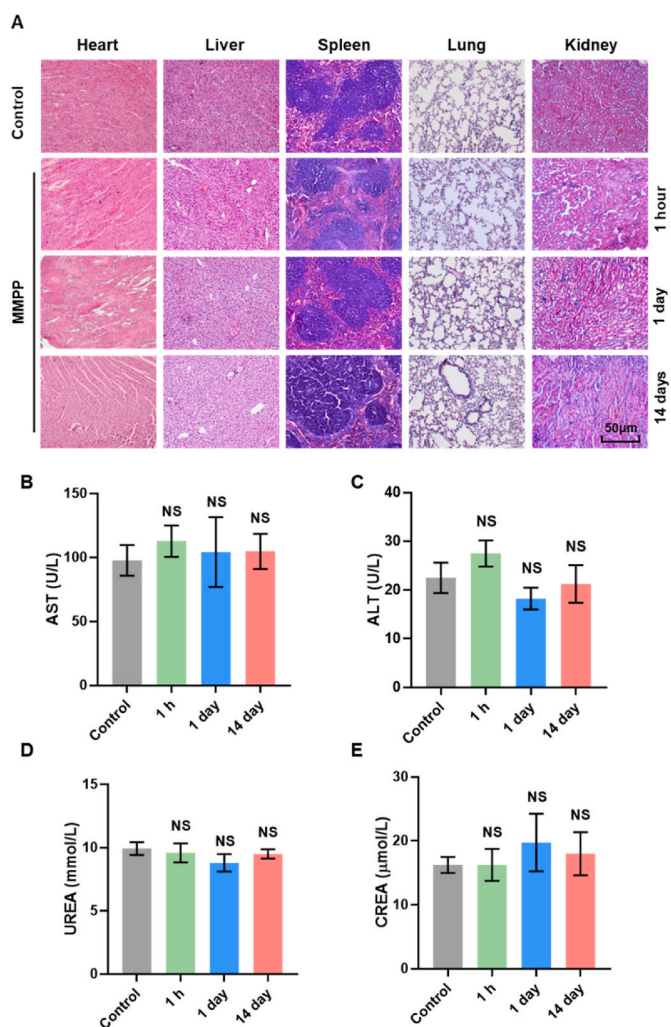 A
Heart Liver Spleen Lung Kidney
Control
MMPP
1 hour
1 day
14 days
50μm
B
AST (U/L)
150
100
50
0
NS NS NS
Control 1 h 1 day 14 day
C
ALT (U/L)
40
30
20
10
0
NS NS NS
Control 1 h 1 day 14 day
D
UREA (mmol/L)
15
10
5
0
NS NS NS
Control 1 h 1 day 14 day
E
CREA (μmol/L)
30
20
10
0
NS NS NS
Control 1 h 1 day 14 day